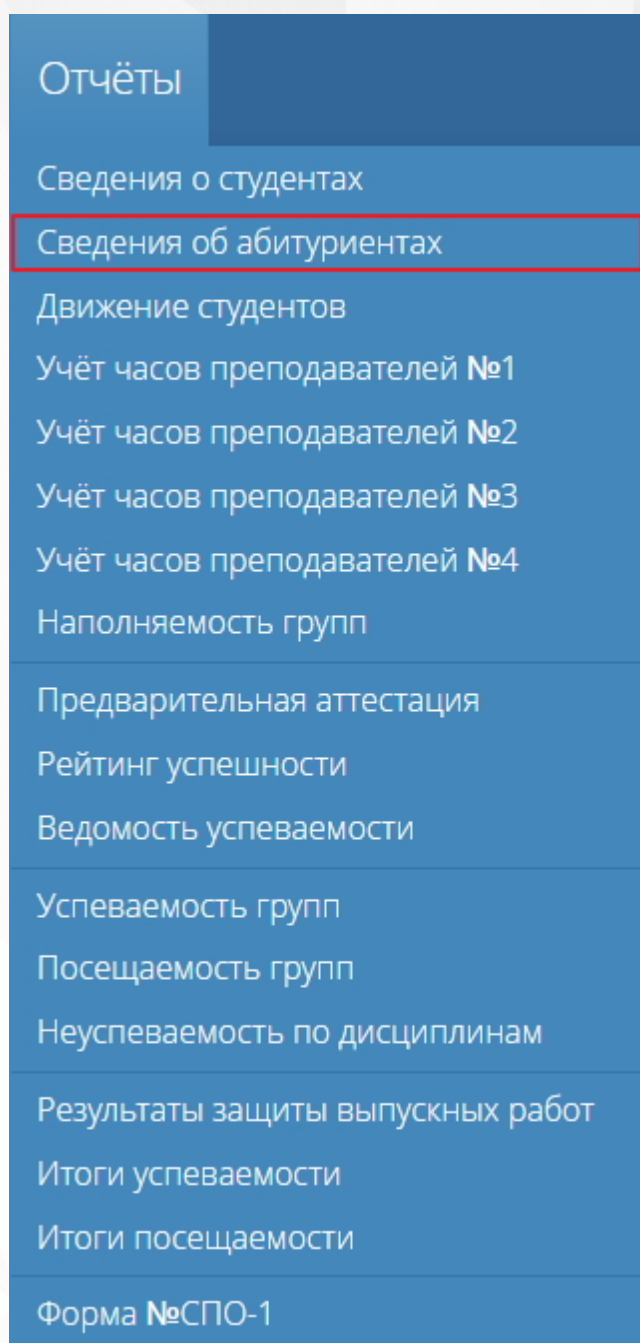 Отчёты
Сведения о студентах
Сведения об абитуриентах
Движение студентов
Учёт часов преподавателей №1
Учёт часов преподавателей №2
Учёт часов преподавателей №3
Учёт часов преподавателей №4
Наполняемость групп
Предварительная аттестация
Рейтинг успешности
Ведомость успеваемости
Успеваемость групп
Посещаемость групп
Неуспеваемость по дисциплинам
Результаты защиты выпускных работ
Итоги успеваемости
Итоги посещаемости
Форма №СПО-1